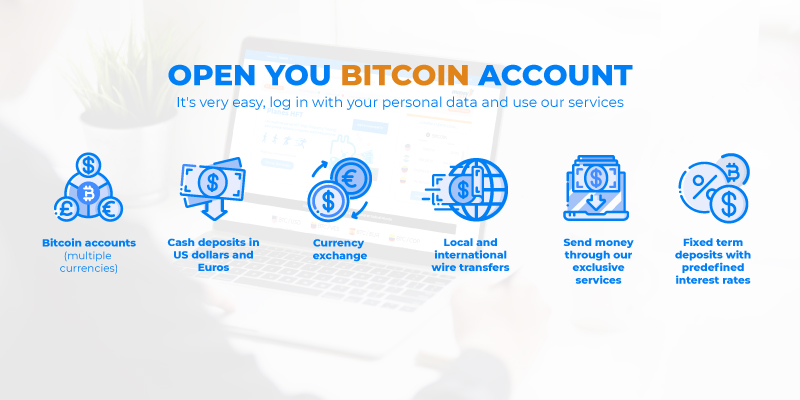 OPEN YOU BITCOIN ACCOUNT
It's very easy, log in with your personal data and use our services
Bitcoin accounts
(multiple
currencies)
Cash deposits in
US dollars and
Euros
Currency
exchange
Local and
international
wire transfers
Send money
through our
exclusive
services
Fixed term
deposits with
predefined
interest rates